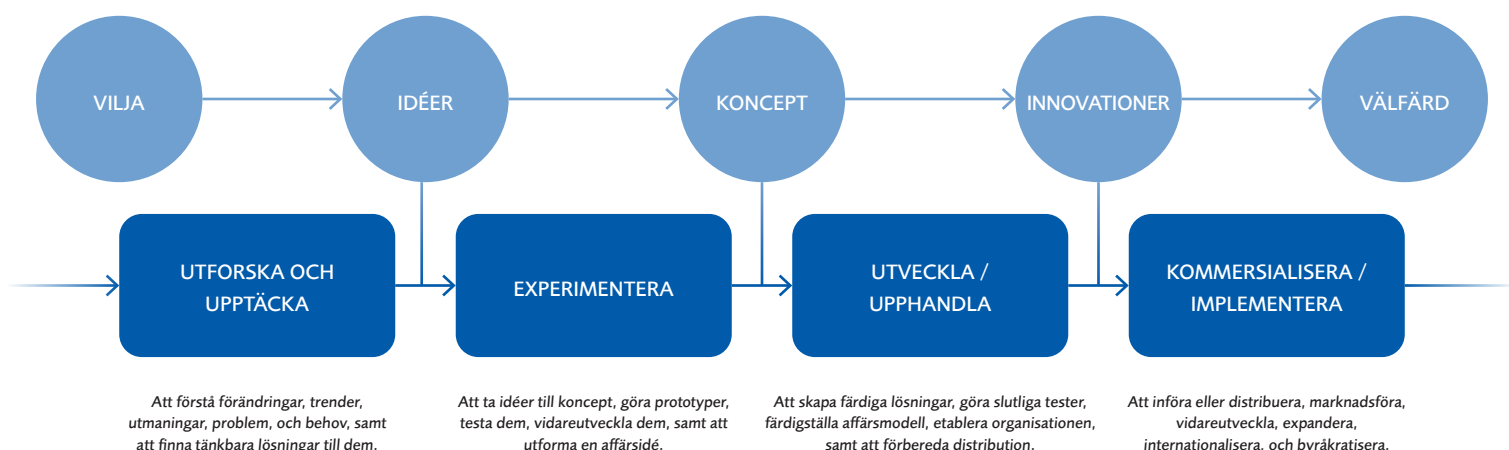 VILJA
IDÉER
KONCEPT
INNOVATIONER
VÄLFÄRD
UTFORSKA OCH
UPPTÄCKA
EXPERIMENTERA
UTVECKLA /
UPPHANDLA
KOMMERSIALISERA /
IMPLEMENTERA
Att förstå förändringar, trender,
utmaningar, problem, och behov, samt
att finna tänkbara lösningar till dem.
Att ta idéer till koncept, göra prototyper,
testa dem, vidareutveckla dem, samt att
utforma en affärsidé.
Att skapa färdiga lösningar, göra slutliga tester,
färdigställa affärsmodell, etablera organisationen,
samt att förbereda distribution.
Att införa eller distribuera, marknadsföra,
vidareutveckla, expandera,
internationalisera, och byråkratisera.